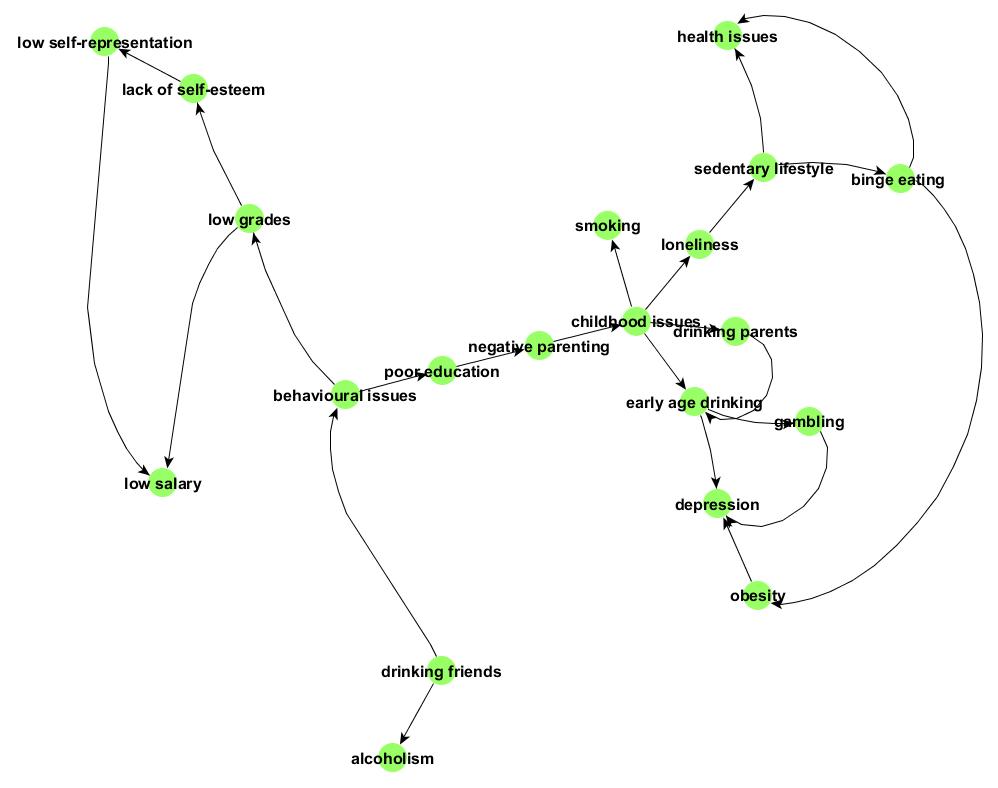 health issues
low self-representation
lack of self-esteem
sedentary lifestyle
binge eating
low grades
smoking
loneliness
childhood issues
drinking parents
negative parenting
poor education
behavioural issues
early age drinking
gambling
low salary
depression
obesity
drinking friends
alcoholism